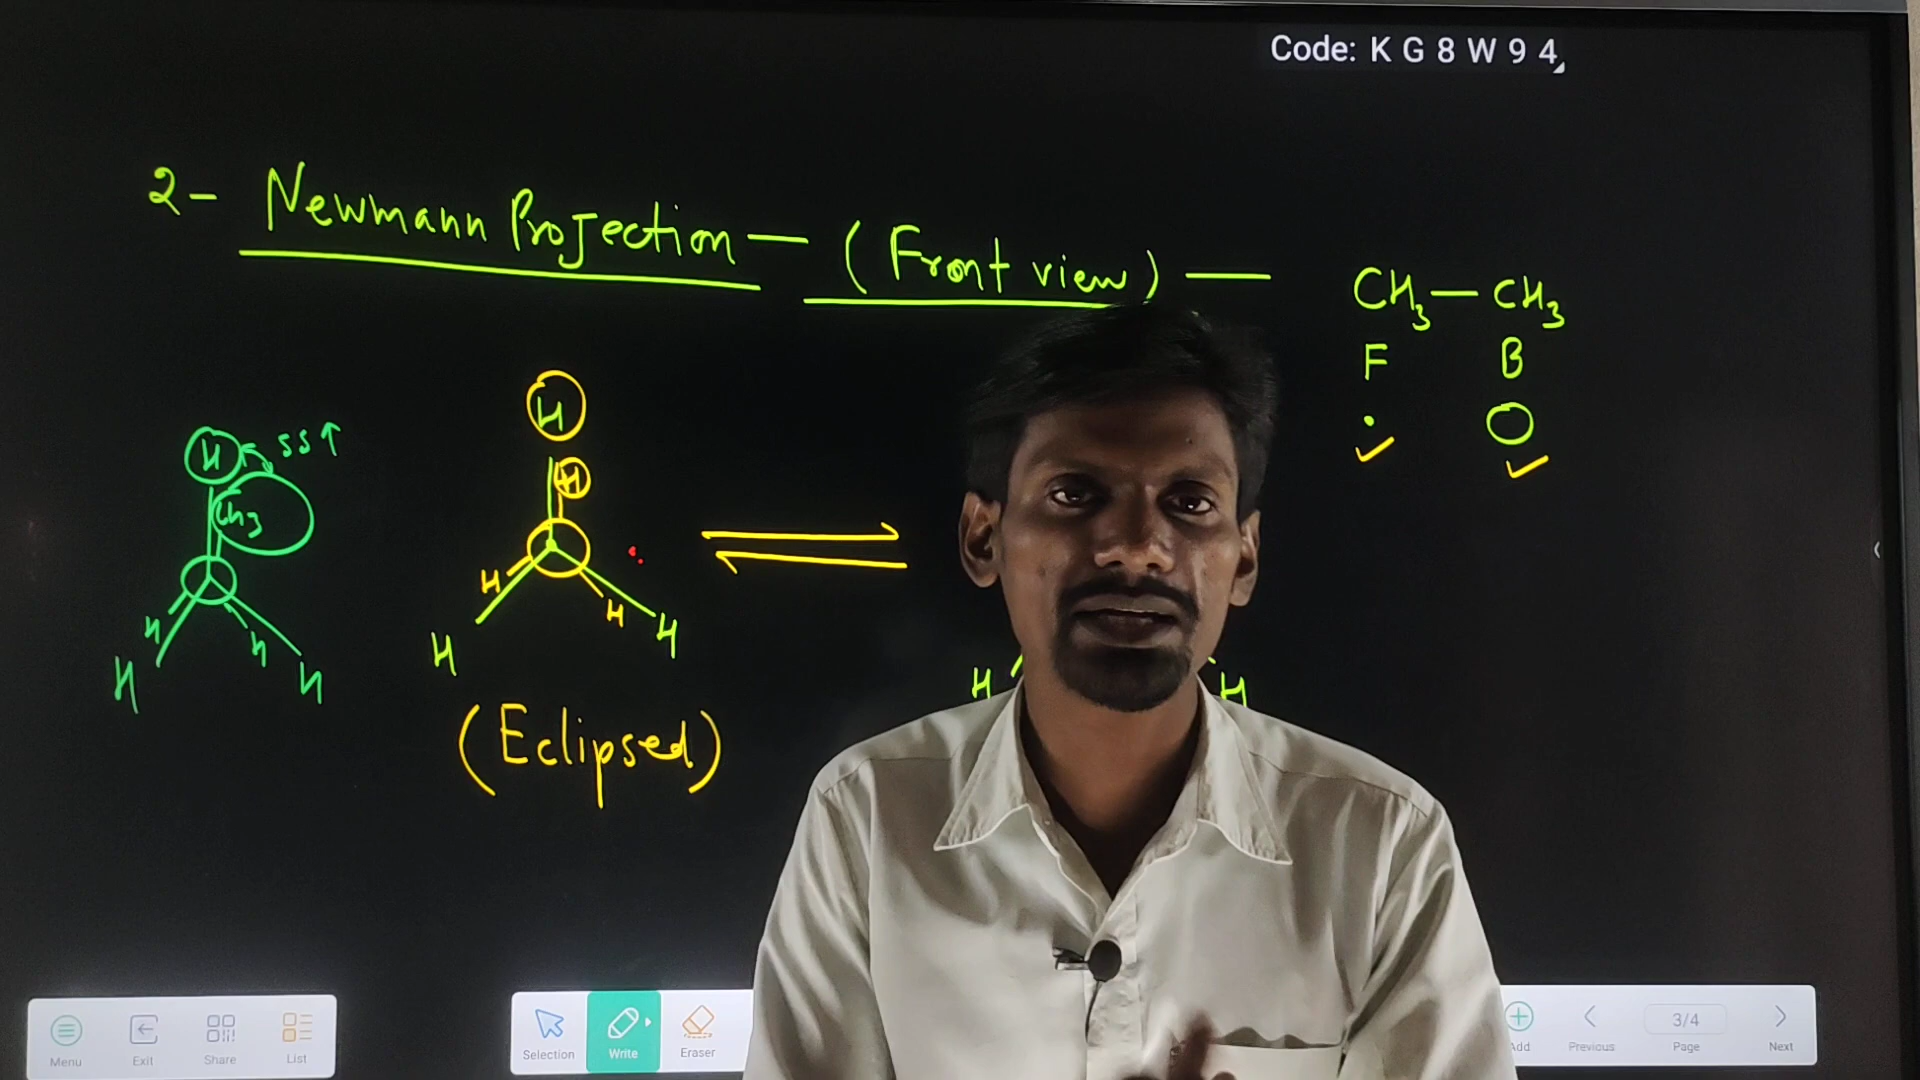 Code: K G 8 W 9 4
2- Newmann Projection - (Front view) -
CH3 - CH3
F B
H SS↑
CH3
H H
H H
H
H
H H
H H
(Eclipsed)
H H
Menu Exit Share List
Selection Write Eraser
Add Previous 3/4 Page Next